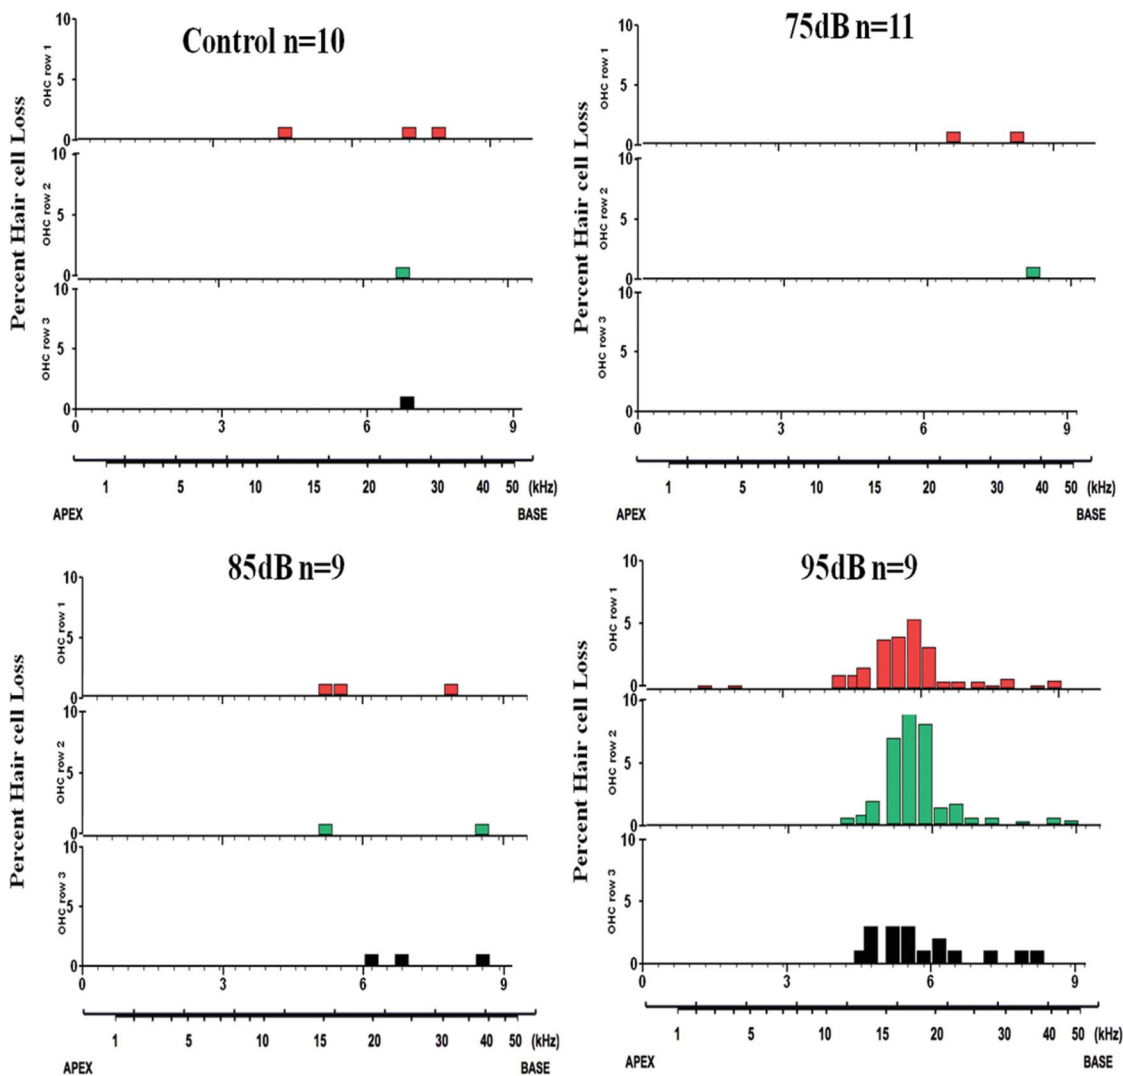 Control n=10
Percent Hair cell Loss
OHC row 1
10
5
0
OHC row 2
10
5
0
OHC row 3
10
5
0
0 3 6 9
1 5 10 15 20 30 40 50 (kHz)
APEX BASE
75dB n=11
Percent Hair cell Loss
OHC row 1
10
5
0
OHC row 2
10
5
0
OHC row 3
10
5
0
0 3 6 9
1 5 10 15 20 30 40 50 (kHz)
APEX BASE
85dB n=9
Percent Hair cell Loss
OHC row 1
10
5
0
OHC row 2
10
5
0
OHC row 3
10
5
0
0 3 6 9
1 5 10 15 20 30 40 50 (kHz)
APEX BASE
95dB n=9
Percent Hair cell Loss
OHC row 1
10
5
0
OHC row 2
10
5
0
OHC row 3
10
5
0
0 3 6 9
1 5 10 15 20 30 40 50 (kHz)
APEX BASE